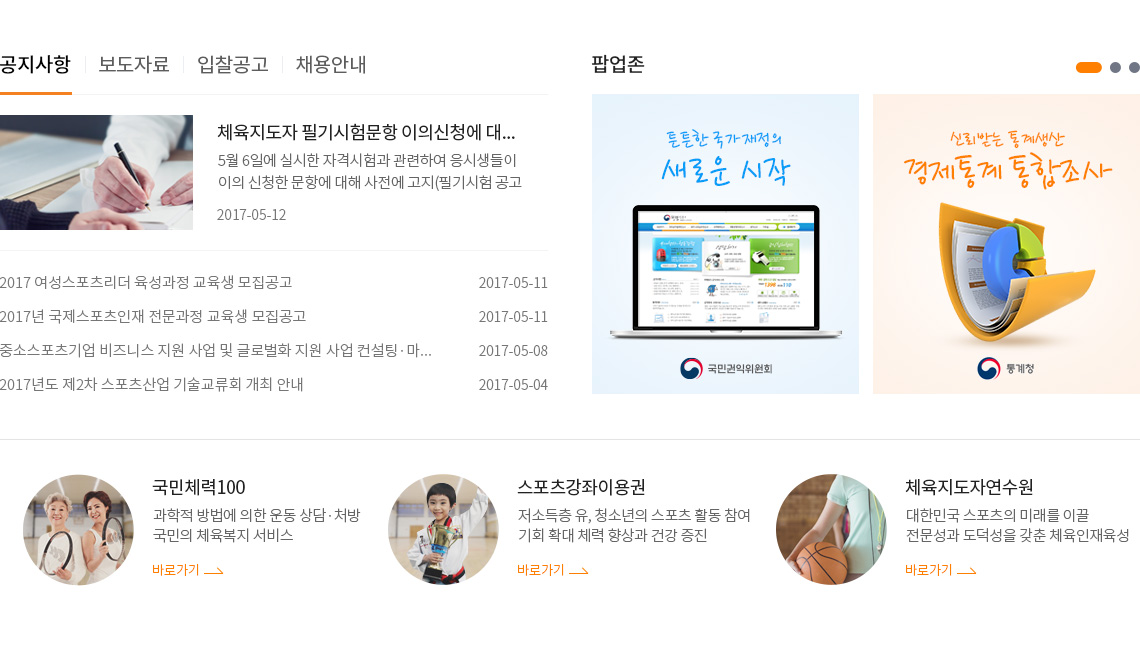 공지사항
보도자료
입찰공고
채용안내
체육지도자 필기시험문항 이의신청에 대...
5월 6일에 실시한 자격시험과 관련하여 응시생들이
이의 신청한 문항에 대해 사전에 고지(필기시험 공고
2017-05-12
2017 여성스포츠리더 육성과정 교육생 모집공고 2017-05-11
2017년 국제스포츠인재 전문과정 교육생 모집공고 2017-05-11
중소스포츠기업 비즈니스 지원 사업 및 글로벌화 지원 사업 컨설팅·마... 2017-05-08
2017년도 제2차 스포츠산업 기술교류회 개최 안내 2017-05-04
팝업존
튼튼한 국가재정의
새로운 시작
국민권익위원회
신뢰받는 통계생산
경제통계 통합조사
통계청
국민체력100
과학적 방법에 의한 운동 상담·처방
국민의 체육복지 서비스
바로가기
스포츠강좌이용권
저소득층 유, 청소년의 스포츠 활동 참여
기회 확대 체력 향상과 건강 증진
바로가기
체육지도자연수원
대한민국 스포츠의 미래를 이끌
전문성과 도덕성을 갖춘 체육인재육성
바로가기